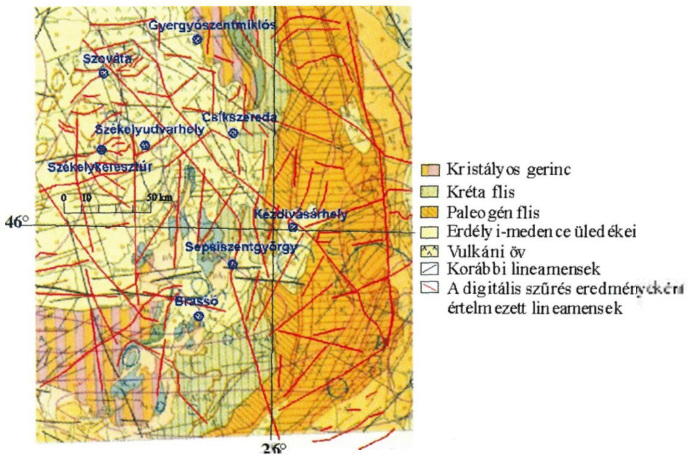 Gyergyószentmiklós
Szováta
Csíkszereda
Székelyudvarhely
Székelykeresztúr
0 10 50 km
46°
Kézdivásárhely
Sepsiszentgyörgy
Brassó
26°
Kristályos gerinc
Kréta flis
Paleogén flis
Erdélyi-medence üledékei
Vulkáni öv
Korábbi lineamensek
A digitális szűrés eredményeként
értelmezett lineamensek